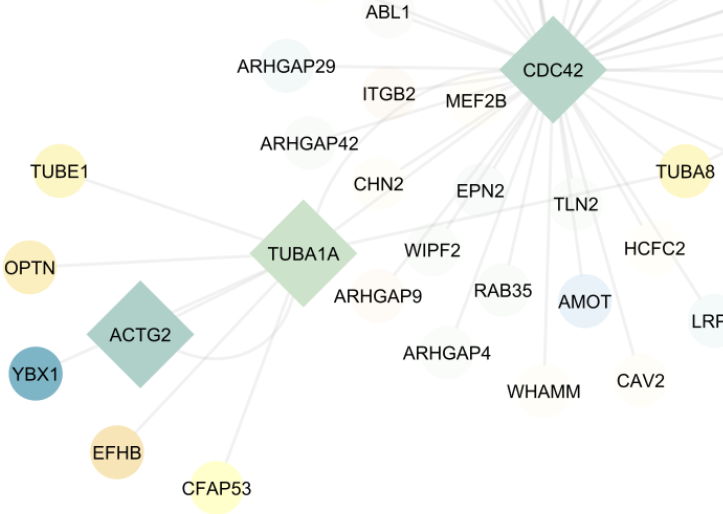 ABL1
ARHGAP29
CDC42
ITGB2
MEF2B
ARHGAP42
TUBE1
CHN2
EPN2
TUBA8
TLN2
TUBA1A
WIPF2
HCFC2
OPTN
ARHGAP9
RAB35
AMOT
LRP
ACTG2
ARHGAP4
YBX1
WHAMM
CAV2
EFHB
CFAP53